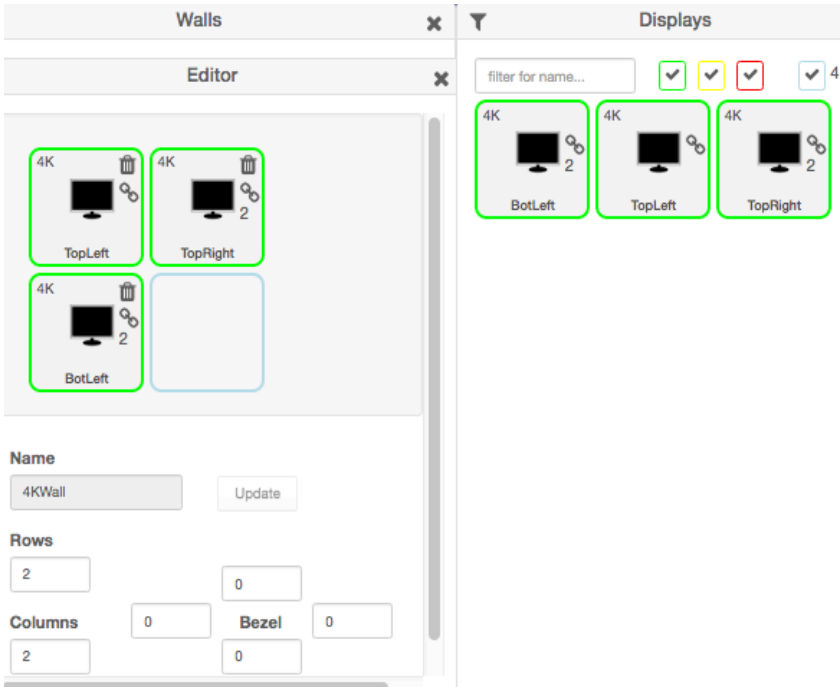 Walls
Editor
4K
4K
2
TopLeft
TopRight
4K
2
BotLeft
Name
4KWall
Update
Rows
2
0
Columns
0
Bezel
0
2
0
Displays
filter for name...
4
4K
4K
4K
2
2
BotLeft
TopLeft
TopRight